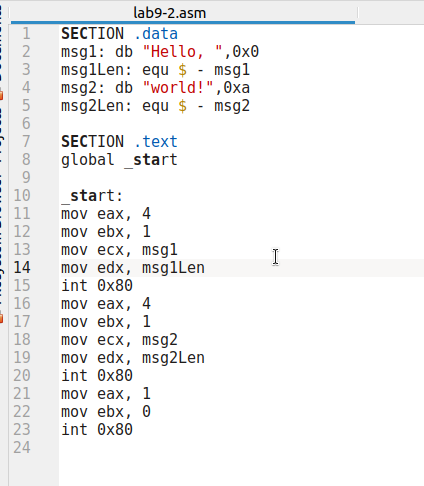 lab9-2.asm
1 SECTION .data
2 msg1: db "Hello, ",0x0
3 msg1Len: equ $ - msg1
4 msg2: db "world!",0xa
5 msg2Len: equ $ - msg2
6
7 SECTION .text
8 global _start
9
10 _start:
11 mov eax, 4
12 mov ebx, 1
13 mov ecx, msg1
14 mov edx, msg1Len
15 int 0x80
16 mov eax, 4
17 mov ebx, 1
18 mov ecx, msg2
19 mov edx, msg2Len
20 int 0x80
21 mov eax, 1
22 mov ebx, 0
23 int 0x80
24